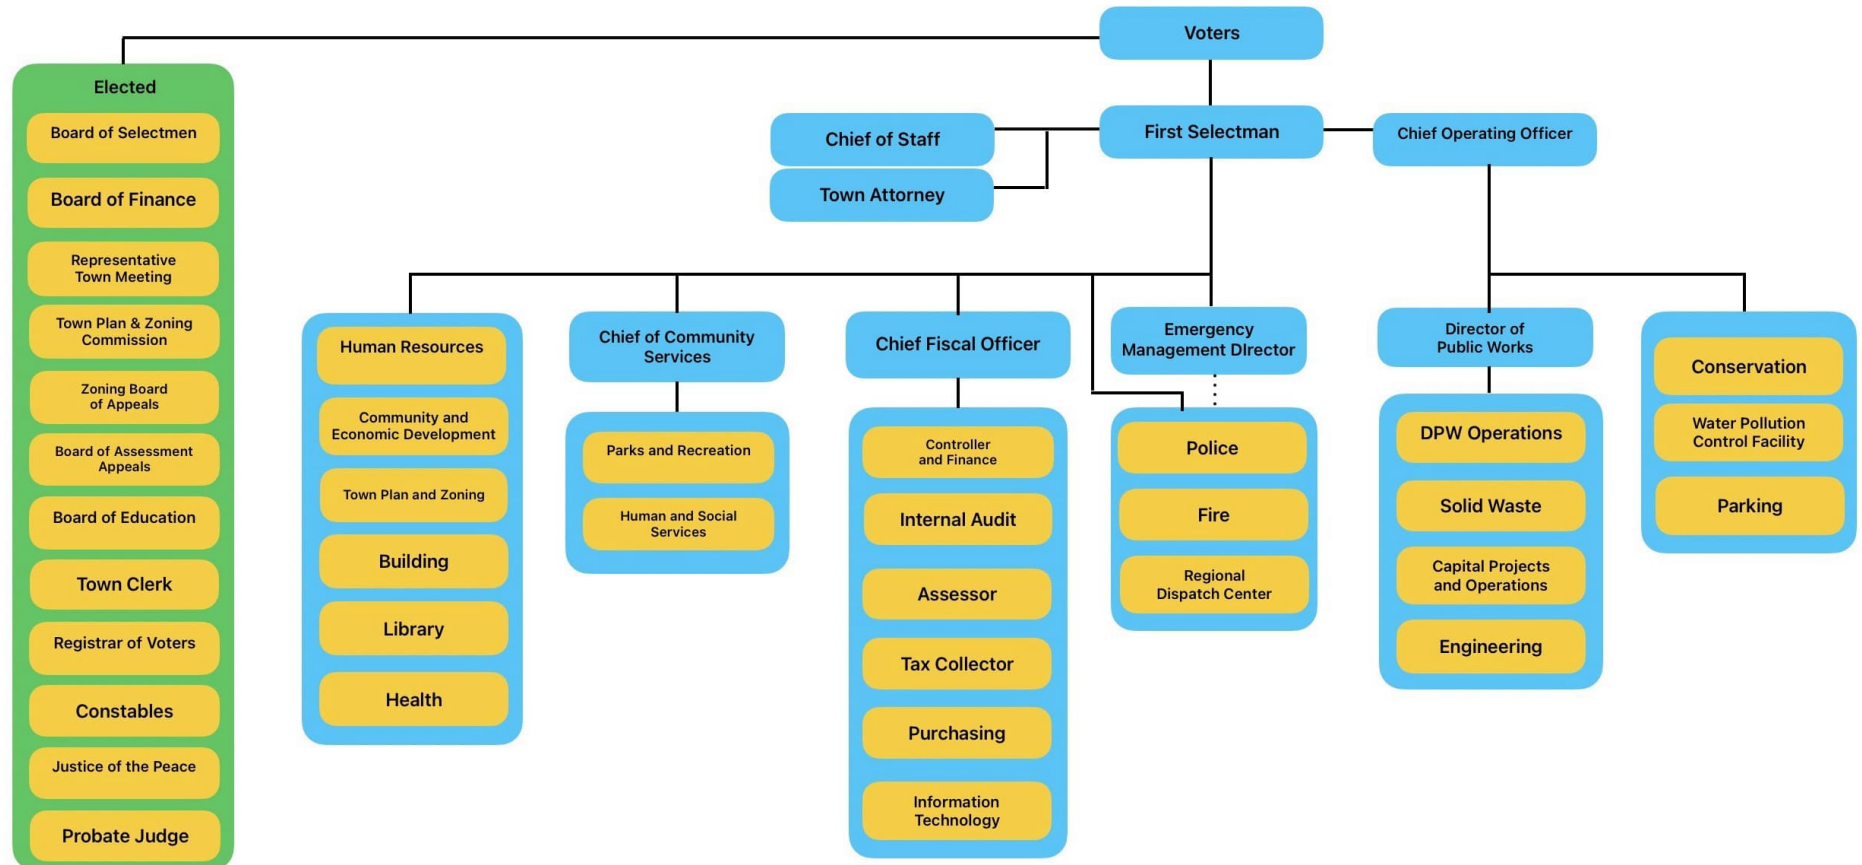 Voters
Elected
Board of Selectmen
Board of Finance
Representative
Town Meeting
Town Plan & Zoning
Commission
Zoning Board
of Appeals
Board of Assessment
Appeals
Board of Education
Town Clerk
Registrar of Voters
Constables
Justice of the Peace
Probate Judge
First Selectman
Chief of Staff
Town Attorney
Chief Operating Officer
Human Resources
Community and
Economic Development
Town Plan and Zoning
Building
Library
Health
Chief of Community
Services
Parks and Recreation
Human and Social
Services
Chief Fiscal Officer
Controller
and Finance
Internal Audit
Assessor
Tax Collector
Purchasing
Information
Technology
Emergency
Management DIrector
Police
Fire
Regional
Dispatch Center
Director of
Public Works
DPW Operations
Solid Waste
Capital Projects
and Operations
Engineering
Conservation
Water Pollution
Control Facility
Parking